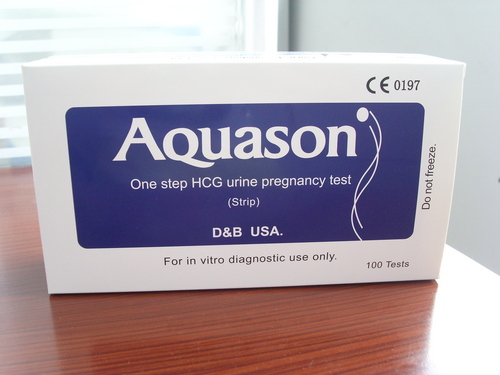 CE 0197
Aquason
One step HCG urine pregnancy test
(Strip)
D&B USA.
Do not freeze.
For in vitro diagnostic use only.
100 Tests